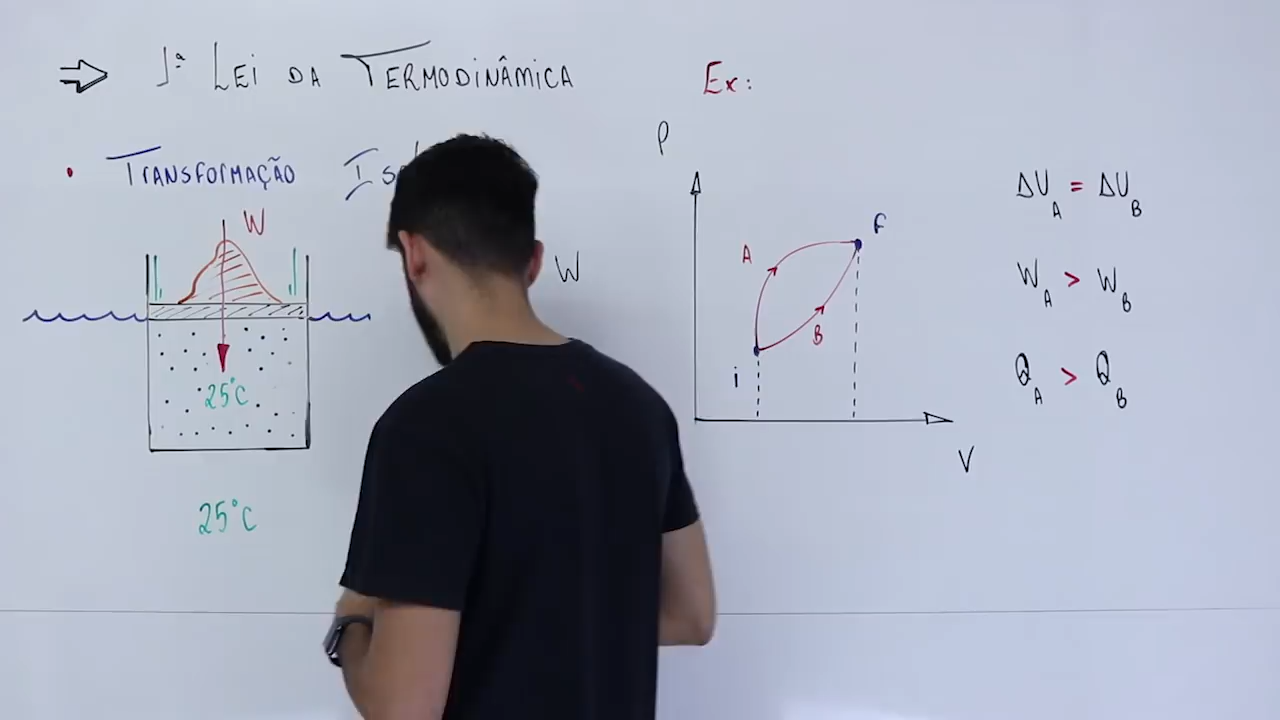 ⇒ 1ª LEI DA TERMODINÂMICA
• TRANSFORMAÇÃO
W
25°C
25°C
W
Ex:
P
A
F
B
i
V
ΔU_A = ΔU_B
W_A > W_B
Q_A > Q_B